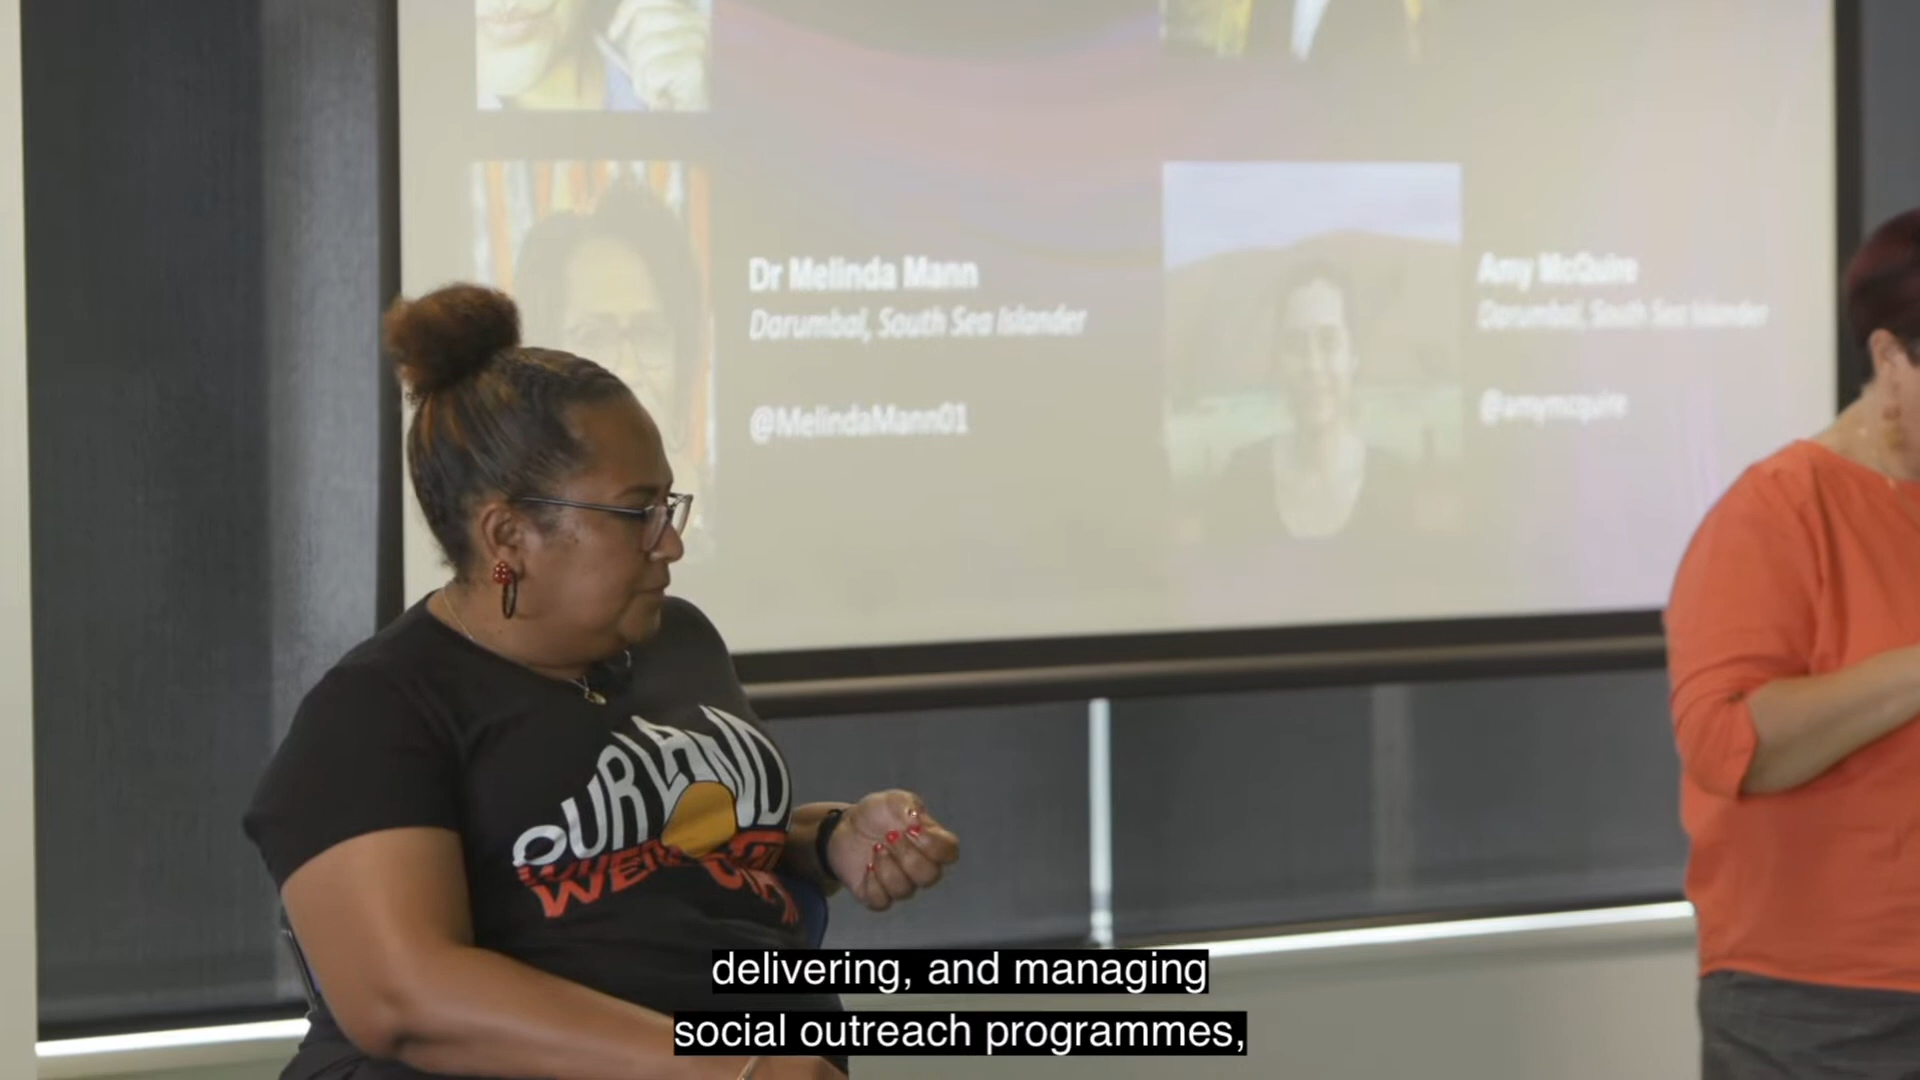 Dr Melinda Mann
Darumbal, South Sea Islander
@MelindaMann01
Amy McQuire
Darumbal, South Sea Islander
@amymcquire
OUR LAND
delivering, and managing
social outreach programmes,